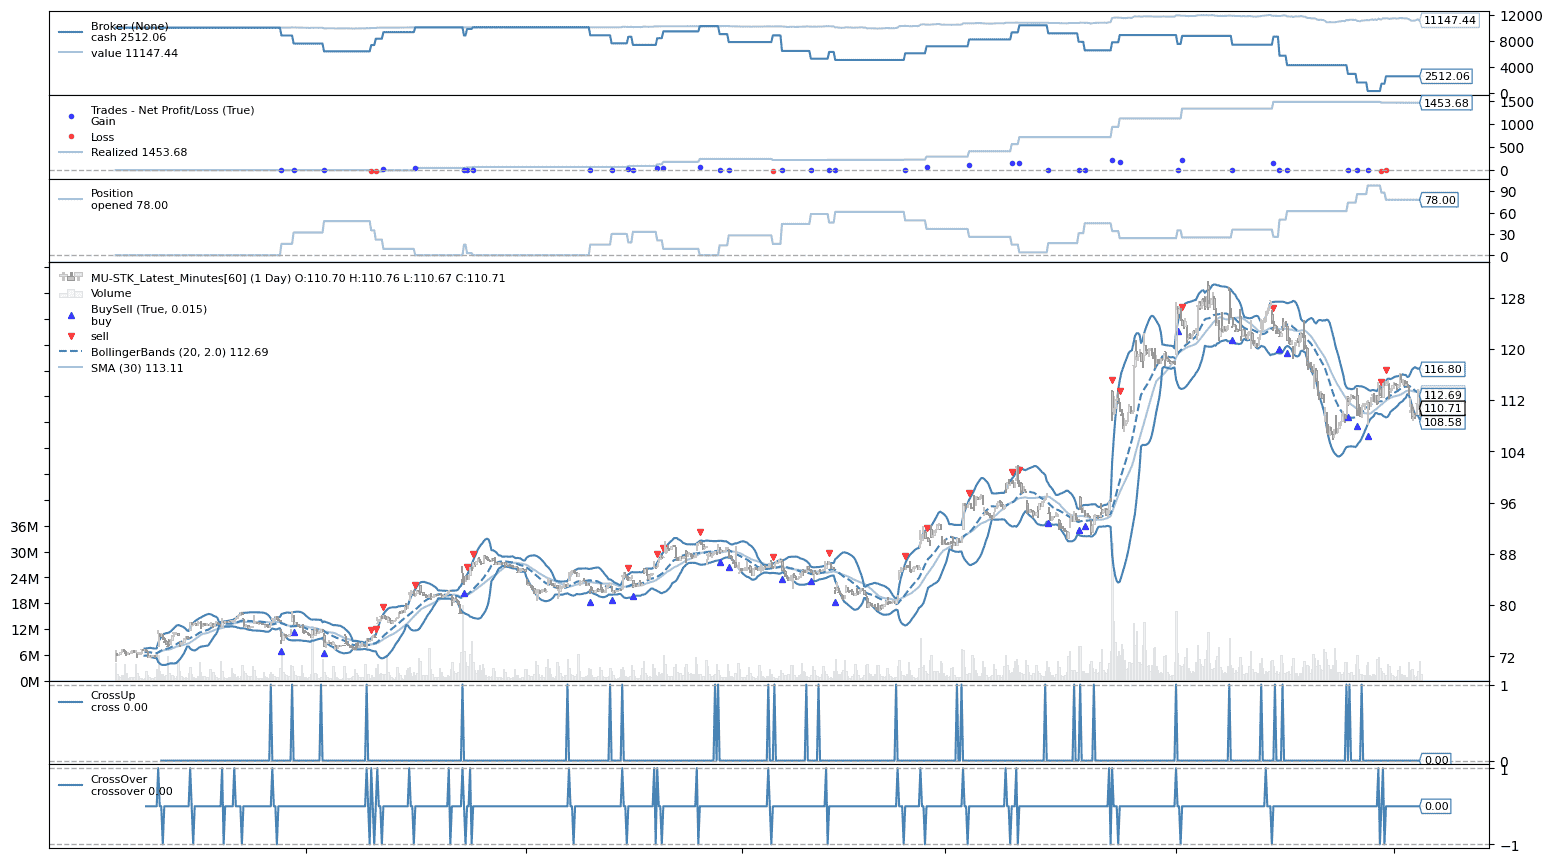 Broker (None)
cash 2512.06
value 11147.44
11147.44
2512.06
12000
8000
4000
0
Trades - Net Profit/Loss (True)
Gain
Loss
Realized 1453.68
1453.68
1500
1000
500
0
Position
opened 78.00
78.00
90
60
30
0
MU-STK_Latest_Minutes[60] (1 Day) O:110.70 H:110.76 L:110.67 C:110.71
Volume
BuySell (True, 0.015)
buy
sell
BollingerBands (20, 2.0) 112.69
SMA (30) 113.11
116.80
112.69
110.71
108.58
128
120
112
104
96
88
80
72
36M
30M
24M
18M
12M
6M
0M
CrossUp
cross 0.00
0.00
1
0
CrossOver
crossover 0.00
0.00
1
−1